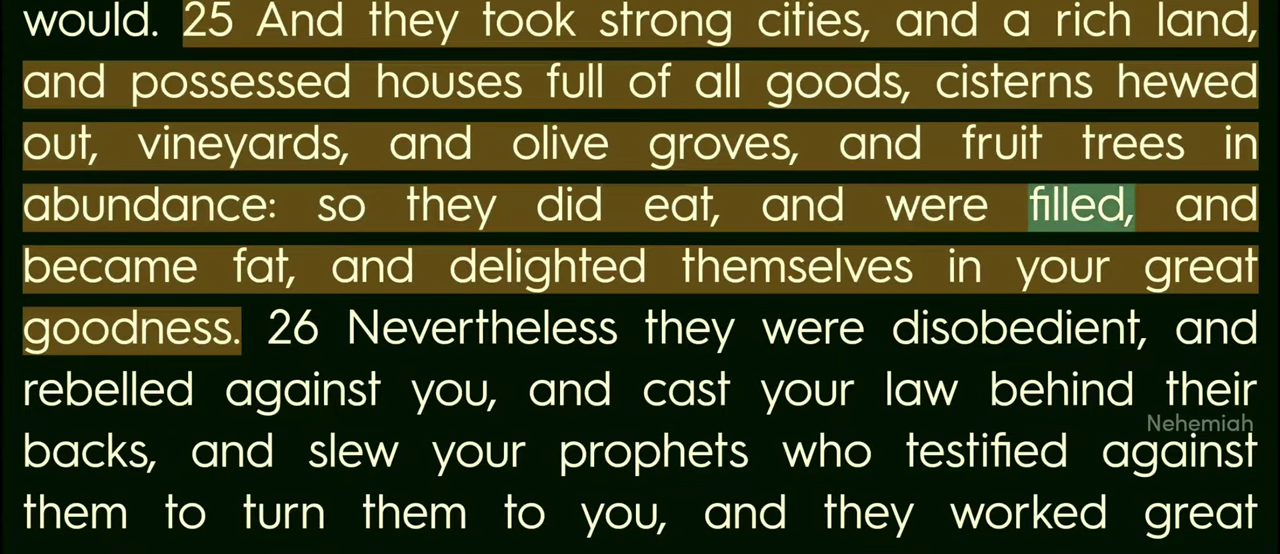 would. 25 And they took strong cities, and a rich land,
and possessed houses full of all goods, cisterns hewed
out, vineyards, and olive groves, and fruit trees in
abundance: so they did eat, and were filled, and
became fat, and delighted themselves in your great
goodness. 26 Nevertheless they were disobedient, and
rebelled against you, and cast your law behind their
Nehemiah
backs, and slew your prophets who testified against
them to turn them to you, and they worked great